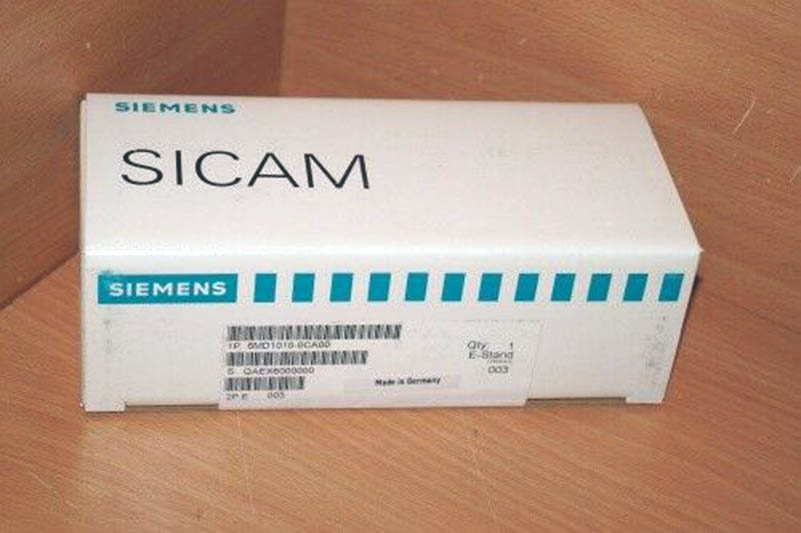 SIEMENS
SICAM
SIEMENS
1P 6MD1010-0CA00
Qty. 1
E-Stand
S QAEX6000000
003
Made in Germany
2P E 003